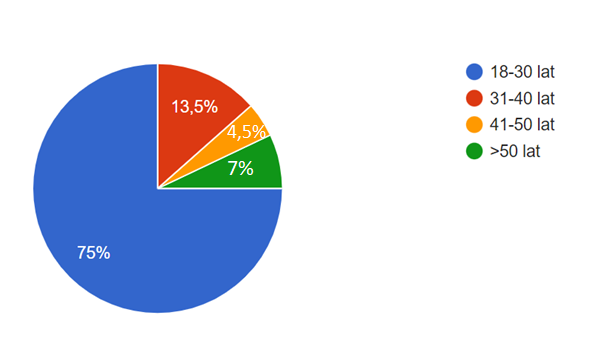 13,5%
4,5%
7%
75%
18-30 lat
31-40 lat
41-50 lat
>50 lat